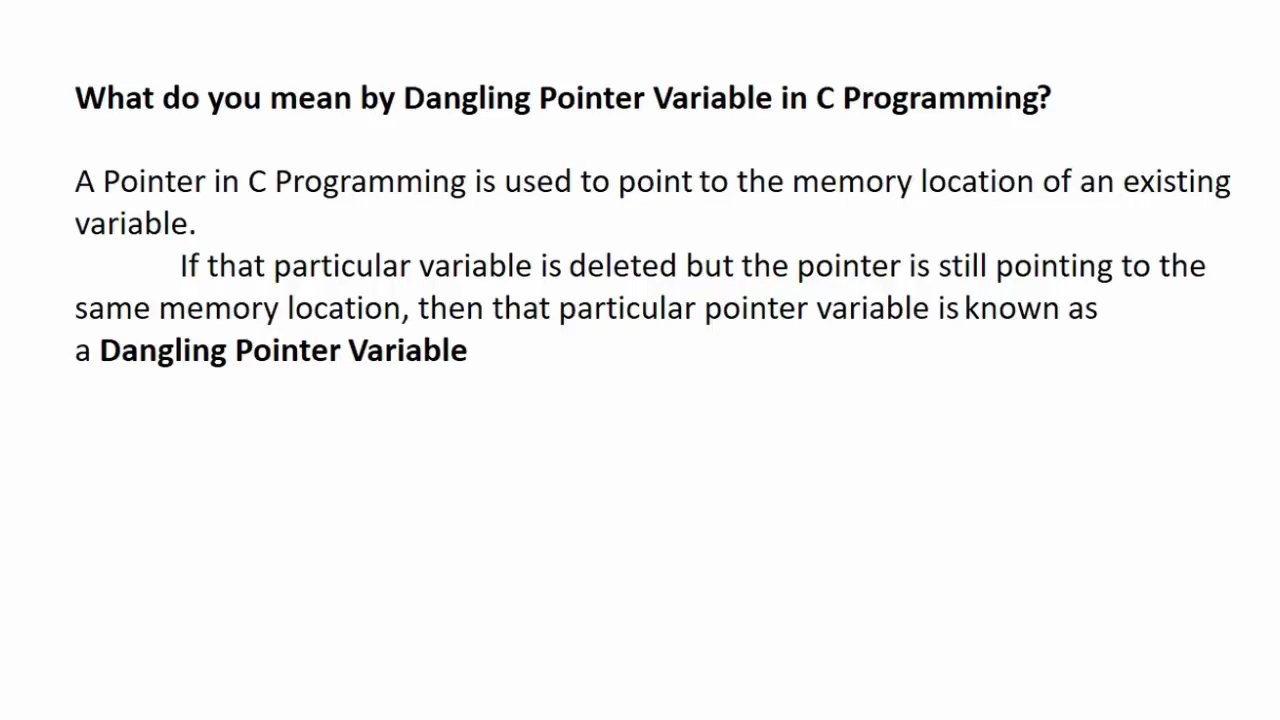 What do you mean by Dangling Pointer Variable in C Programming?
A Pointer in C Programming is used to point to the memory location of an existing
variable.
If that particular variable is deleted but the pointer is still pointing to the
same memory location, then that particular pointer variable is known as
a Dangling Pointer Variable